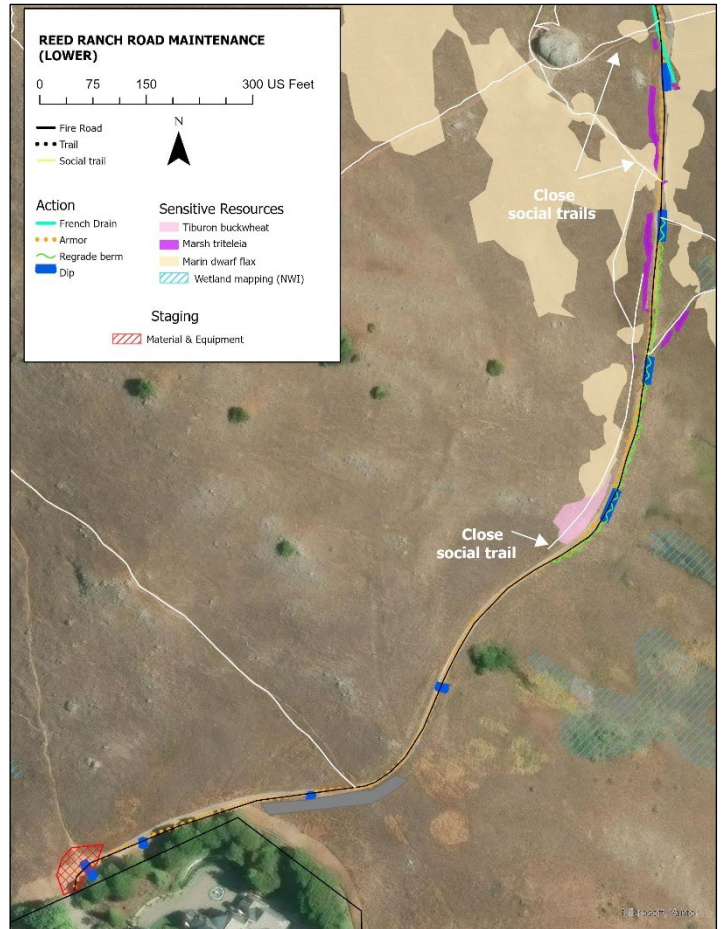 REED RANCH ROAD MAINTENANCE
(LOWER)
0 75 150 300 US Feet
N
Fire Road
Trail
Social trail
Action
French Drain
Armor
Regrade berm
Dip
Sensitive Resources
Tiburon buckwheat
Marsh triteleia
Marin dwarf flax
Wetland mapping (NWI)
Staging
Material & Equipment
Close
social trails
Close
social trail
Microsoft, Vantor